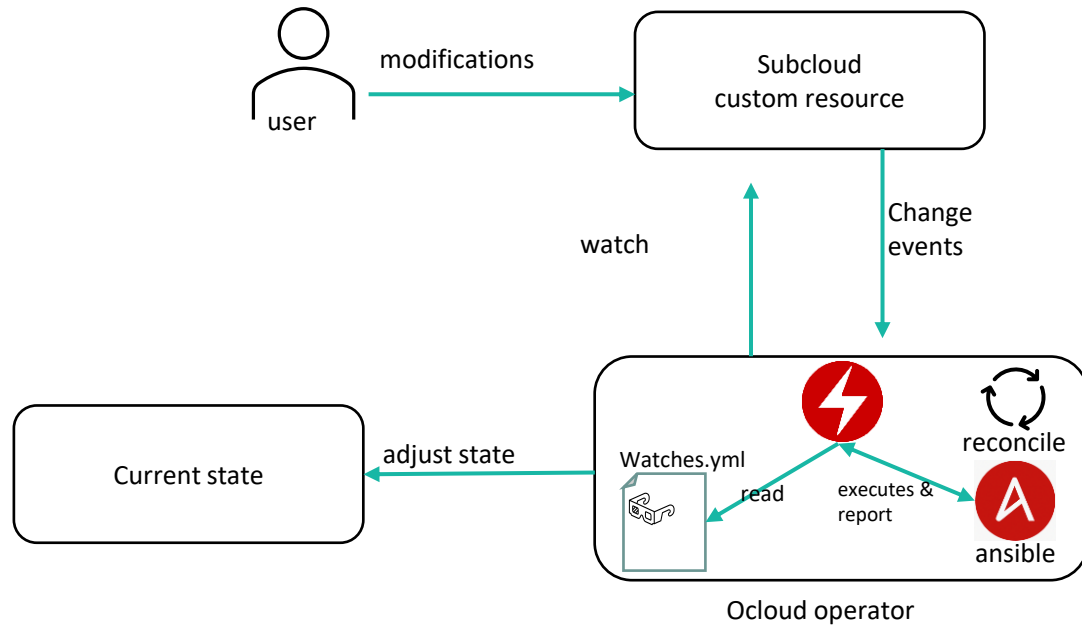 modifications
user
Subcloud
custom resource
watch
Change
events
Current state
adjust state
Watches.yml
read
executes &
report
reconcile
ansible
Ocloud operator